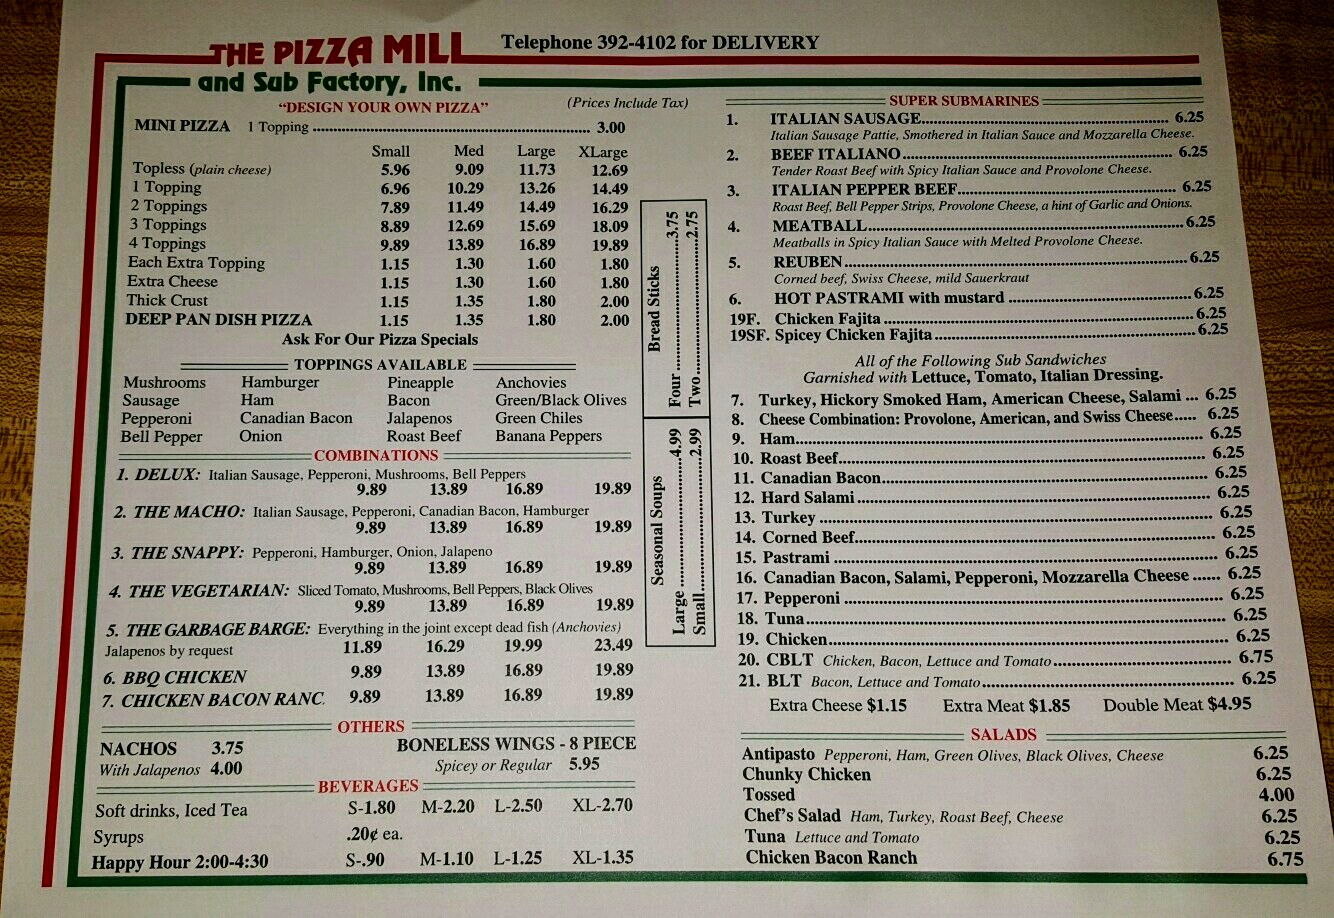 THE PIZZA MILL
and Sub Factory, Inc.
Telephone 392-4102 for DELIVERY
"DESIGN YOUR OWN PIZZA"
(Prices Include Tax)
MINI PIZZA 1 Topping ........ 3.00
Small Med Large XLarge
Topless (plain cheese) 5.96 9.09 11.73 12.69
1 Topping 6.96 10.29 13.26 14.49
2 Toppings 7.89 11.49 14.49 16.29
3 Toppings 8.89 12.69 15.69 18.09
4 Toppings 9.89 13.89 16.89 19.89
Each Extra Topping 1.15 1.30 1.60 1.80
Extra Cheese 1.15 1.30 1.60 1.80
Thick Crust 1.15 1.35 1.80 2.00
DEEP PAN DISH PIZZA 1.15 1.35 1.80 2.00
Ask For Our Pizza Specials
TOPPINGS AVAILABLE
Mushrooms Hamburger Pineapple Anchovies
Sausage Ham Bacon Green/Black Olives
Pepperoni Canadian Bacon Jalapenos Green Chiles
Bell Pepper Onion Roast Beef Banana Peppers
COMBINATIONS
1. DELUX: Italian Sausage, Pepperoni, Mushrooms, Bell Peppers
9.89 13.89 16.89 19.89
2. THE MACHO: Italian Sausage, Pepperoni, Canadian Bacon, Hamburger
9.89 13.89 16.89 19.89
3. THE SNAPPY: Pepperoni, Hamburger, Onion, Jalapeno
9.89 13.89 16.89 19.89
4. THE VEGETARIAN: Sliced Tomato, Mushrooms, Bell Peppers, Black Olives
9.89 13.89 16.89 19.89
5. THE GARBAGE BARGE: Everything in the joint except dead fish (Anchovies)
Jalapenos by request 11.89 16.29 19.99 23.49
6. BBQ CHICKEN 9.89 13.89 16.89 19.89
7. CHICKEN BACON RANC 9.89 13.89 16.89 19.89
OTHERS
NACHOS 3.75
With Jalapenos 4.00
BONELESS WINGS - 8 PIECE
Spicey or Regular 5.95
BEVERAGES
Soft drinks, Iced Tea S-1.80 M-2.20 L-2.50 XL-2.70
Syrups .20¢ ea.
Happy Hour 2:00-4:30 S-.90 M-1.10 L-1.25 XL-1.35
Bread Sticks
Four ........ 3.75
Two ........ 2.75
Seasonal Soups
Large ........ 4.99
Small ........ 2.99
SUPER SUBMARINES
1. ITALIAN SAUSAGE ........ 6.25
Italian Sausage Pattie, Smothered in Italian Sauce and Mozzarella Cheese.
2. BEEF ITALIANO ........ 6.25
Tender Roast Beef with Spicy Italian Sauce and Provolone Cheese.
3. ITALIAN PEPPER BEEF ........ 6.25
Roast Beef, Bell Pepper Strips, Provolone Cheese, a hint of Garlic and Onions.
4. MEATBALL ........ 6.25
Meatballs in Spicy Italian Sauce with Melted Provolone Cheese.
5. REUBEN ........ 6.25
Corned beef, Swiss Cheese, mild Sauerkraut
6. HOT PASTRAMI with mustard ........ 6.25
19F. Chicken Fajita ........ 6.25
19SF. Spicey Chicken Fajita ........ 6.25
All of the Following Sub Sandwiches
Garnished with Lettuce, Tomato, Italian Dressing.
7. Turkey, Hickory Smoked Ham, American Cheese, Salami ... 6.25
8. Cheese Combination: Provolone, American, and Swiss Cheese ..... 6.25
9. Ham ........ 6.25
10. Roast Beef ........ 6.25
11. Canadian Bacon ........ 6.25
12. Hard Salami ........ 6.25
13. Turkey ........ 6.25
14. Corned Beef ........ 6.25
15. Pastrami ........ 6.25
16. Canadian Bacon, Salami, Pepperoni, Mozzarella Cheese ...... 6.25
17. Pepperoni ........ 6.25
18. Tuna ........ 6.25
19. Chicken ........ 6.25
20. CBLT Chicken, Bacon, Lettuce and Tomato ........ 6.75
21. BLT Bacon, Lettuce and Tomato ........ 6.25
Extra Cheese $1.15 Extra Meat $1.85 Double Meat $4.95
SALADS
Antipasto Pepperoni, Ham, Green Olives, Black Olives, Cheese 6.25
Chunky Chicken 6.25
Tossed 4.00
Chef's Salad Ham, Turkey, Roast Beef, Cheese 6.25
Tuna Lettuce and Tomato 6.25
Chicken Bacon Ranch 6.75